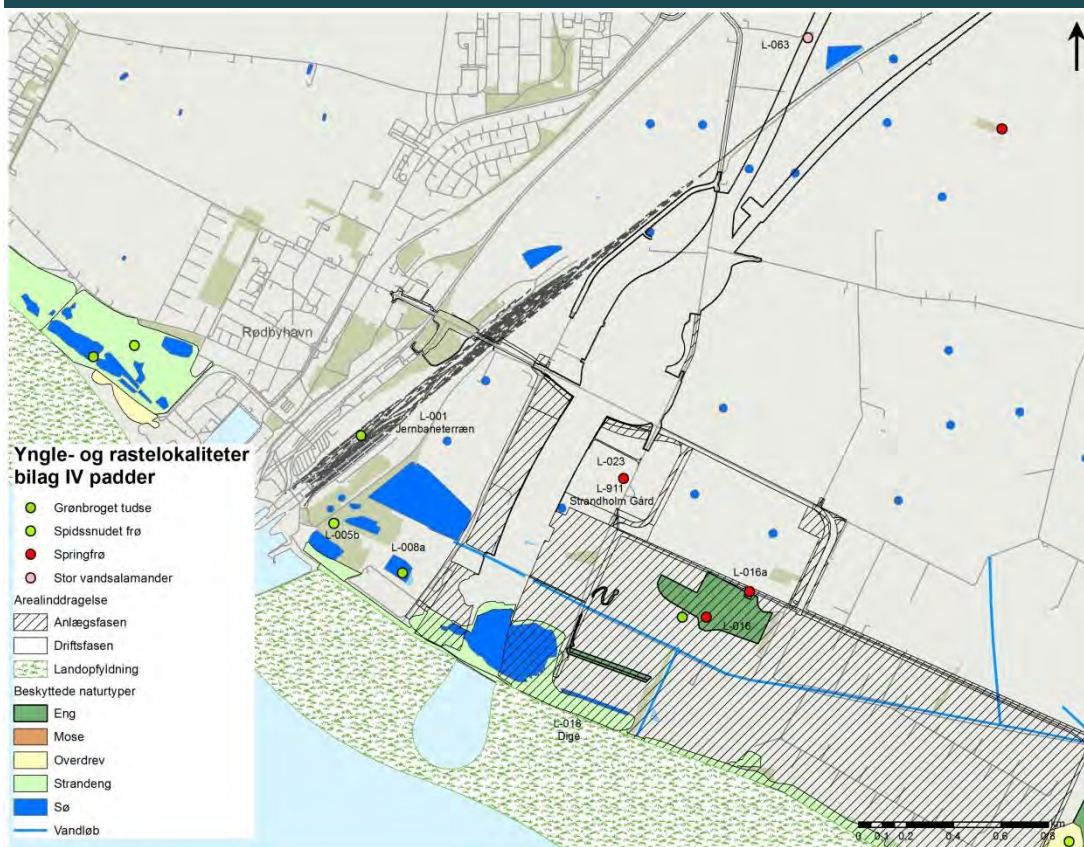 L-063
Rødbyhavn
L-001
Jernbaneterræn
L-023
L-911
Strandholm Gård
L-005b
L-008a
L-016a
L-016
L-018
Dige
Yngle- og rastelokaliteter
bilag IV padder
Grønbroget tudse
Spidssnudet frø
Springfrø
Stor vandsalamander
Arealinddragelse
Anlægsfasen
Driftsfasen
Landopfyldning
Beskyttede naturtyper
Eng
Mose
Overdrev
Strandeng
Sø
Vandløb
km
0 0,1 0,2 0,4 0,6 0,8